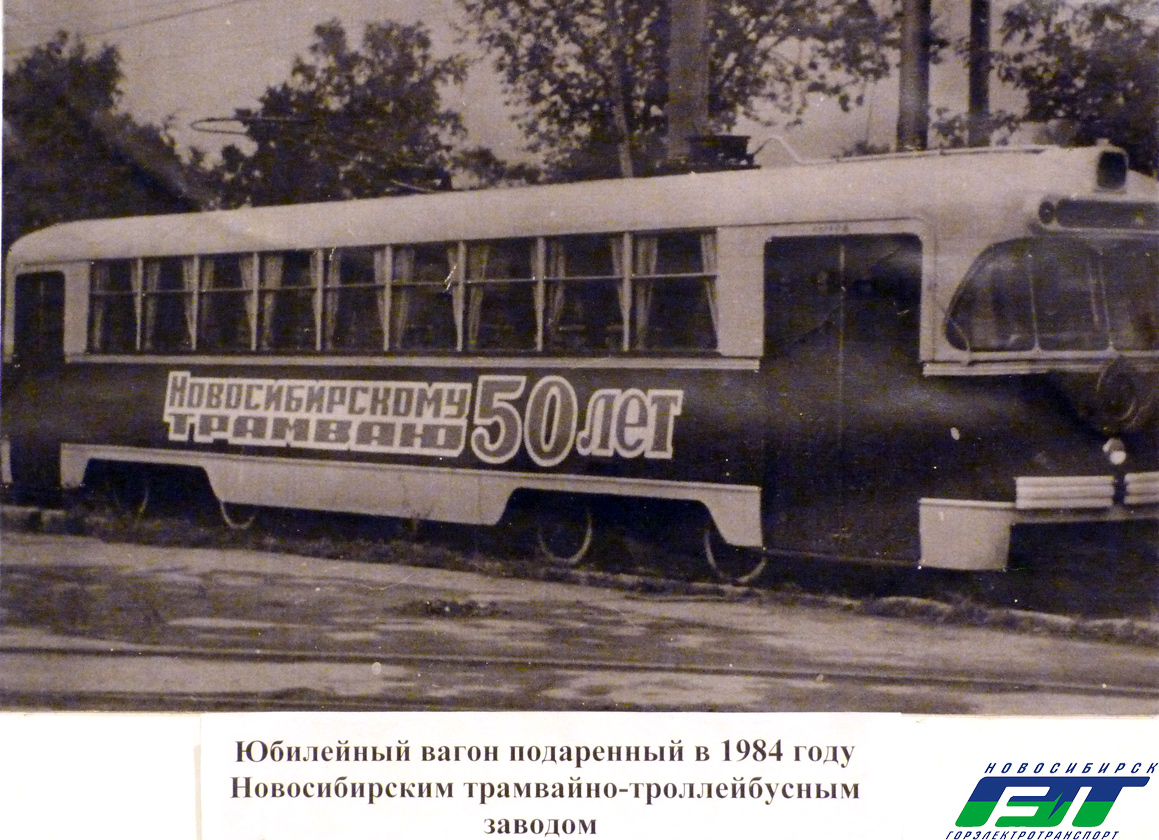 Новосибирскому
трамваю
50 лет
Юбилейный вагон подаренный в 1984 году
Новосибирским трамвайно-троллейбусным
заводом
НОВОСИБИРСК
ГЭТ
ГОРЭЛЕКТРОТРАНСПОРТ